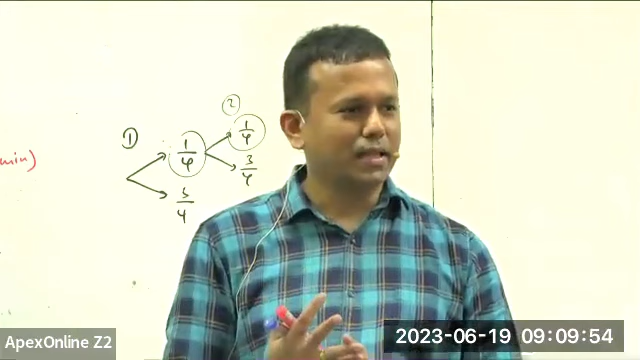 ②
① 1/4 1/4
min)
3/4 3/4
ApexOnline Z2
2023-06-19 09:09:54